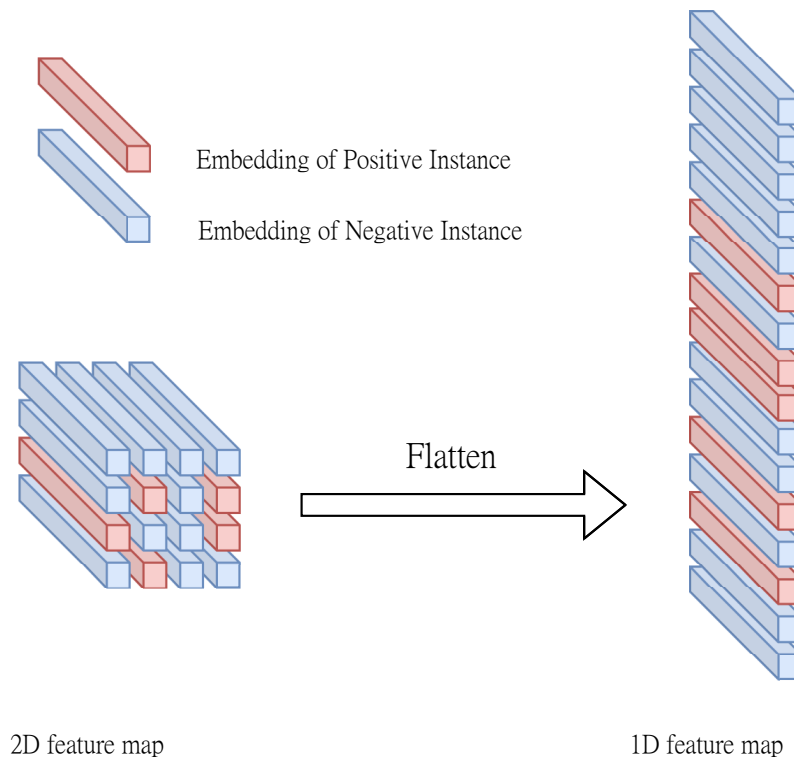 Embedding of Positive Instance
Embedding of Negative Instance
Flatten
2D feature map
1D feature map